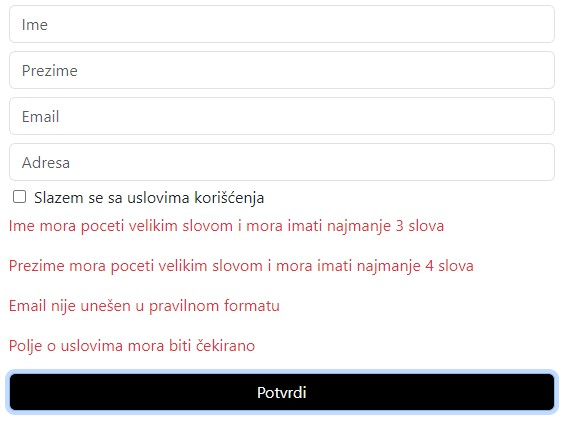 Ime
Prezime
Email
Adresa
Slazem se sa uslovima korišćenja
Ime mora poceti velikim slovom i mora imati najmanje 3 slova
Prezime mora poceti velikim slovom i mora imati najmanje 4 slova
Email nije unešen u pravilnom formatu
Polje o uslovima mora biti čekirano
Potvrdi